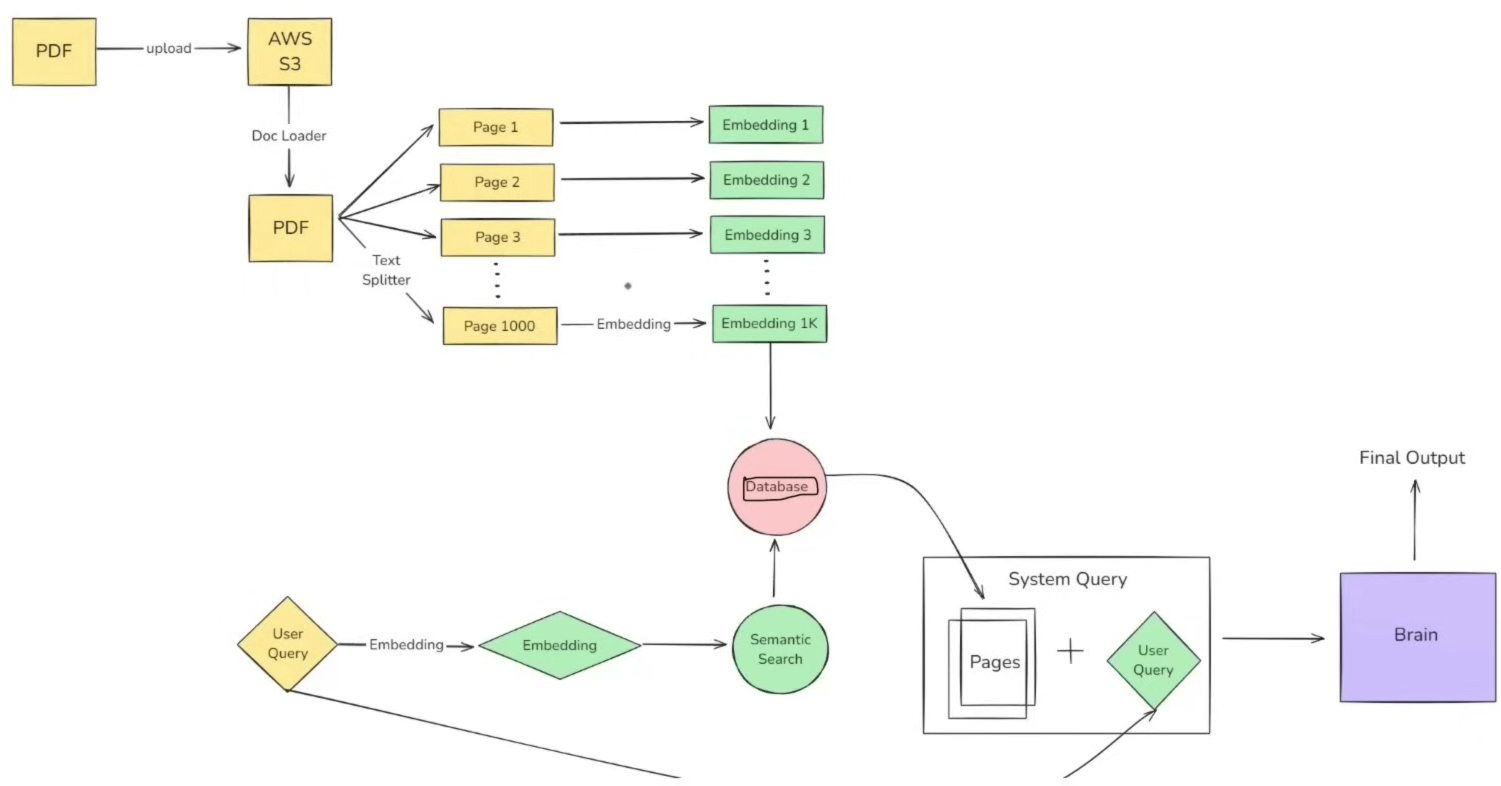 PDF
upload
AWS
S3
Doc Loader
PDF
Text
Splitter
Page 1
Embedding 1
Page 2
Embedding 2
Page 3
Embedding 3
Page 1000
Embedding
Embedding 1K
Database
User
Query
Embedding
Embedding
Semantic
Search
System Query
Pages
+
User
Query
Brain
Final Output